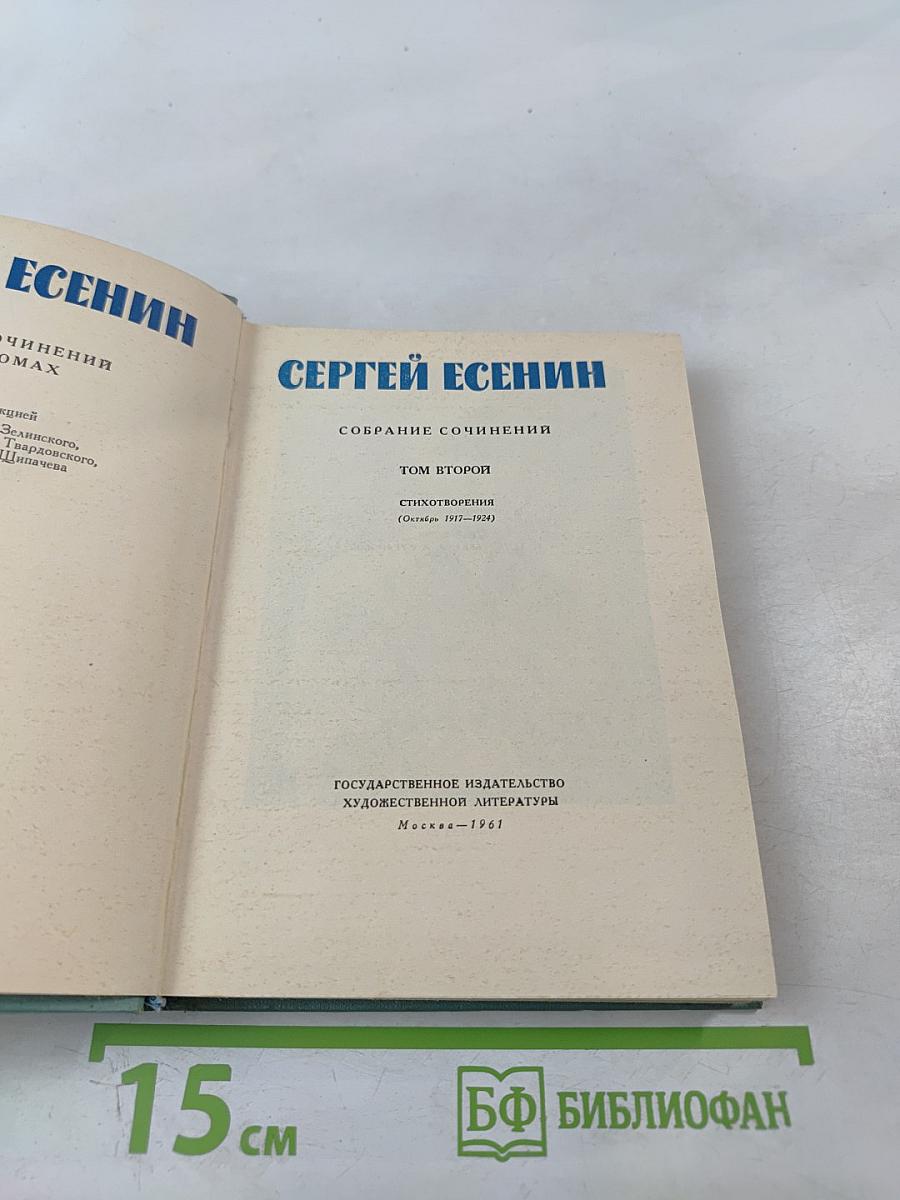 ЕСЕНИН
ОЧИНЕНИЙ
ОМАХ
кцией
Зелинского,
Твардовского,
Щипачева
СЕРГЕЙ ЕСЕНИН
СОБРАНИЕ СОЧИНЕНИЙ
ТОМ ВТОРОЙ
СТИХОТВОРЕНИЯ
(Октябрь 1917—1924)
ГОСУДАРСТВЕННОЕ ИЗДАТЕЛЬСТВО
ХУДОЖЕСТВЕННОЙ ЛИТЕРАТУРЫ
Москва—1961
15 см
БФ БИБЛИОФАН